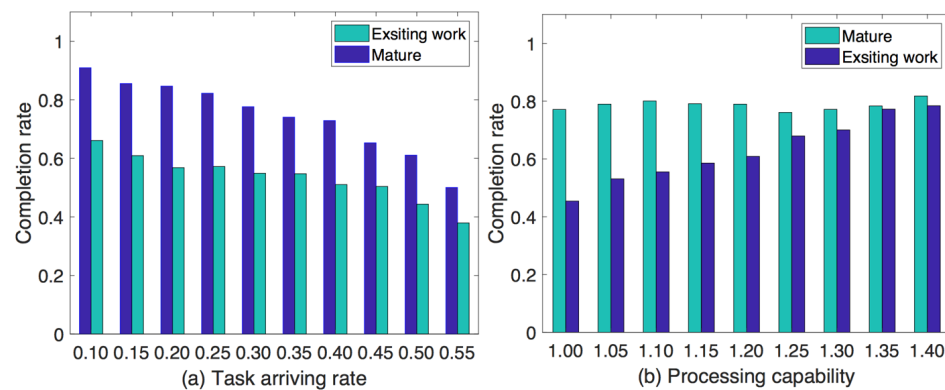 1
0.8
0.6
0.4
0.2
0
Completion rate
Exsiting work
Mature
0.10 0.15 0.20 0.25 0.30 0.35 0.40 0.45 0.50 0.55
(a) Task arriving rate
1
0.8
0.6
0.4
0.2
0
Completion rate
Mature
Exsiting work
1.00 1.05 1.10 1.15 1.20 1.25 1.30 1.35 1.40
(b) Processing capability